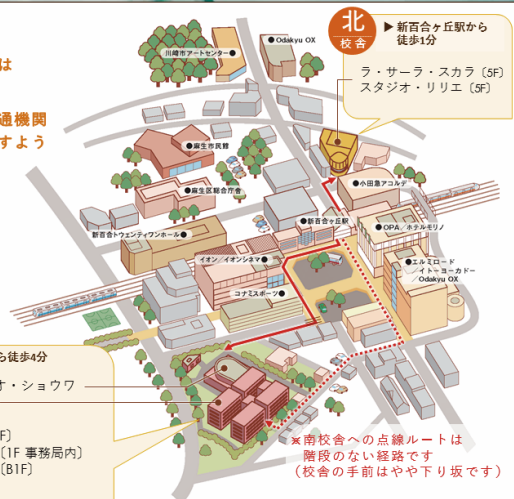 北
校舎
▶ 新百合ヶ丘駅から
徒歩1分
ラ・サーラ・スカラ〔5F〕
スタジオ・リリエ〔5F〕
は
通機関
すよう
川崎市アートセンター●
●Odakyu OX
●麻生市民館
●麻生区総合庁舎
●小田急アコルデ
●新百合ヶ丘駅
新百合トウェンティワンホール●
●OPA/ホテルモリノ
イオン/イオンシネマ●
●エルミロード
/イトーヨーカドー
/Odakyu OX
コナミスポーツ●
ら徒歩4分
オ・ショウワ
F〕
〔1F 事務局内〕
〔B1F〕
※南校舎への点線ルートは
階段のない経路です
(校舎の手前はやや下り坂です)